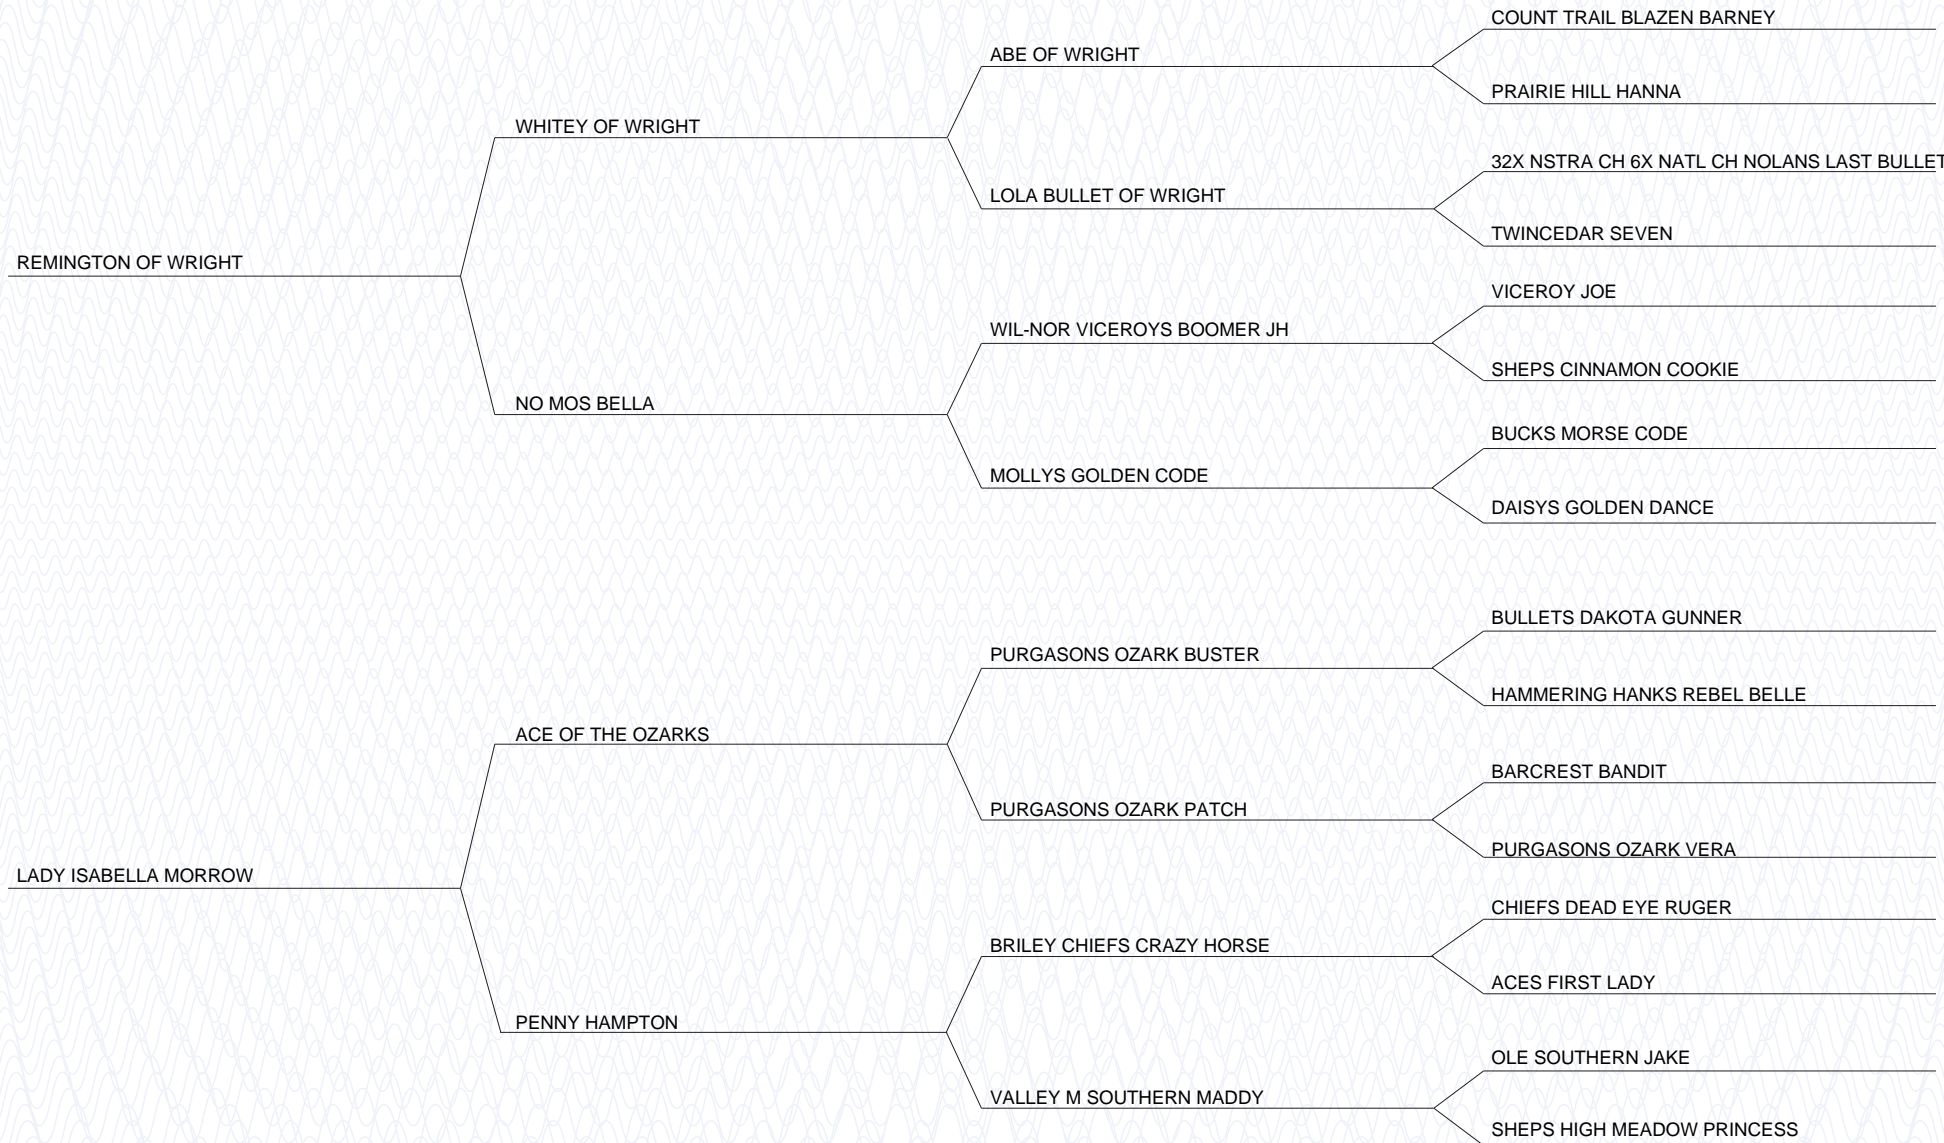 COUNT TRAIL BLAZEN BARNEY
ABE OF WRIGHT
PRAIRIE HILL HANNA
WHITEY OF WRIGHT
32X NSTRA CH 6X NATL CH NOLANS LAST BULLET
LOLA BULLET OF WRIGHT
TWINCEDAR SEVEN
REMINGTON OF WRIGHT
VICEROY JOE
WIL-NOR VICEROYS BOOMER JH
SHEPS CINNAMON COOKIE
NO MOS BELLA
BUCKS MORSE CODE
MOLLYS GOLDEN CODE
DAISYS GOLDEN DANCE
BULLETS DAKOTA GUNNER
PURGASONS OZARK BUSTER
HAMMERING HANKS REBEL BELLE
ACE OF THE OZARKS
BARCREST BANDIT
PURGASONS OZARK PATCH
PURGASONS OZARK VERA
LADY ISABELLA MORROW
CHIEFS DEAD EYE RUGER
BRILEY CHIEFS CRAZY HORSE
ACES FIRST LADY
PENNY HAMPTON
OLE SOUTHERN JAKE
VALLEY M SOUTHERN MADDY
SHEPS HIGH MEADOW PRINCESS